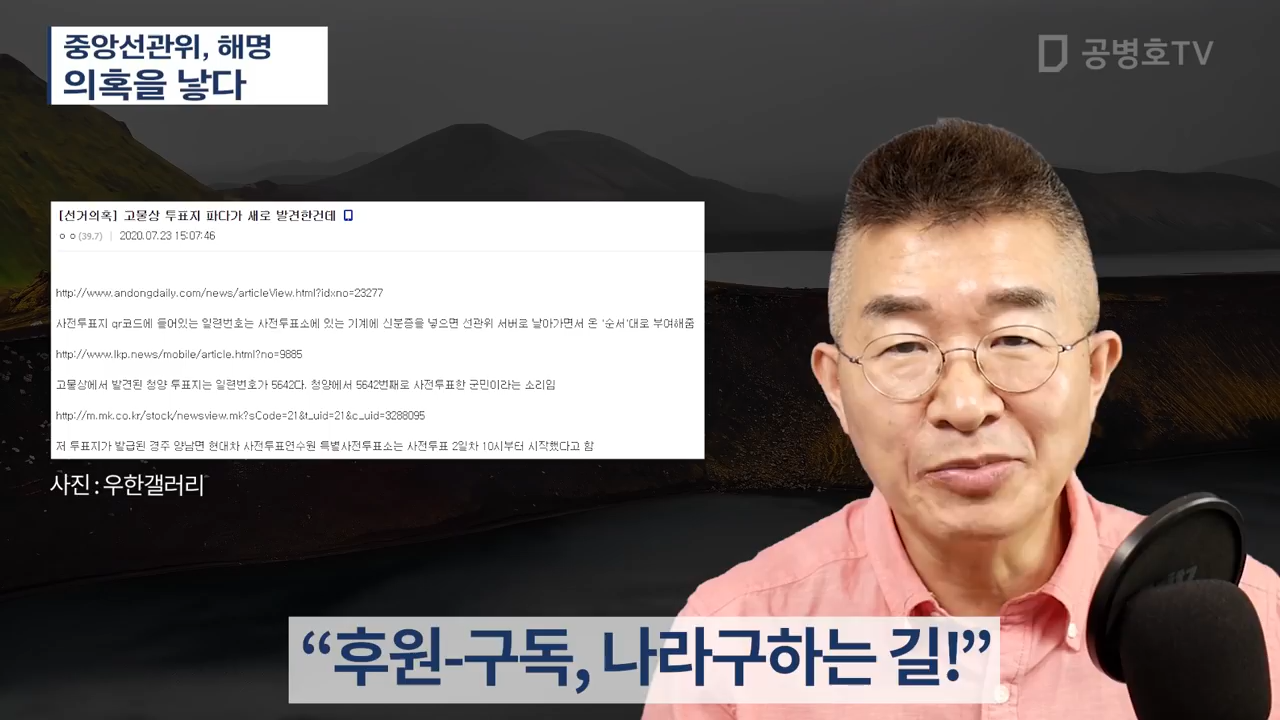 중앙선관위, 해명
의혹을 낳다
공병호TV
[선거의혹] 고물상 투표지 파다가 새로 발견한건데
ㅇㅇ(39.7) | 2020.07.23 15:07:46
http://www.andongdaily.com/news/articleView.html?idxno=23277
사전투표지 qr코드에 들어있는 일련번호는 사전투표소에 있는 기계에 신분증을 넣으면 선관위 서버로 날아가면서 온 '순서'대로 부여해줌
http://www.lkp.news/mobile/article.html?no=9885
고물상에서 발견된 청양 투표지는 일련번호가 5642다. 청양에서 5642번째로 사전투표한 군민이라는 소리임
http://m.mk.co.kr/stock/newsview.mk?sCode=21&t_uid=21&c_uid=3288095
저 투표지가 발급된 경주 양남면 현대차 사전투표연수원 특별사전투표소는 사전투표 2일차 10시부터 시작했다고 함
사진 : 우한갤러리
“후원-구독, 나라구하는 길!”